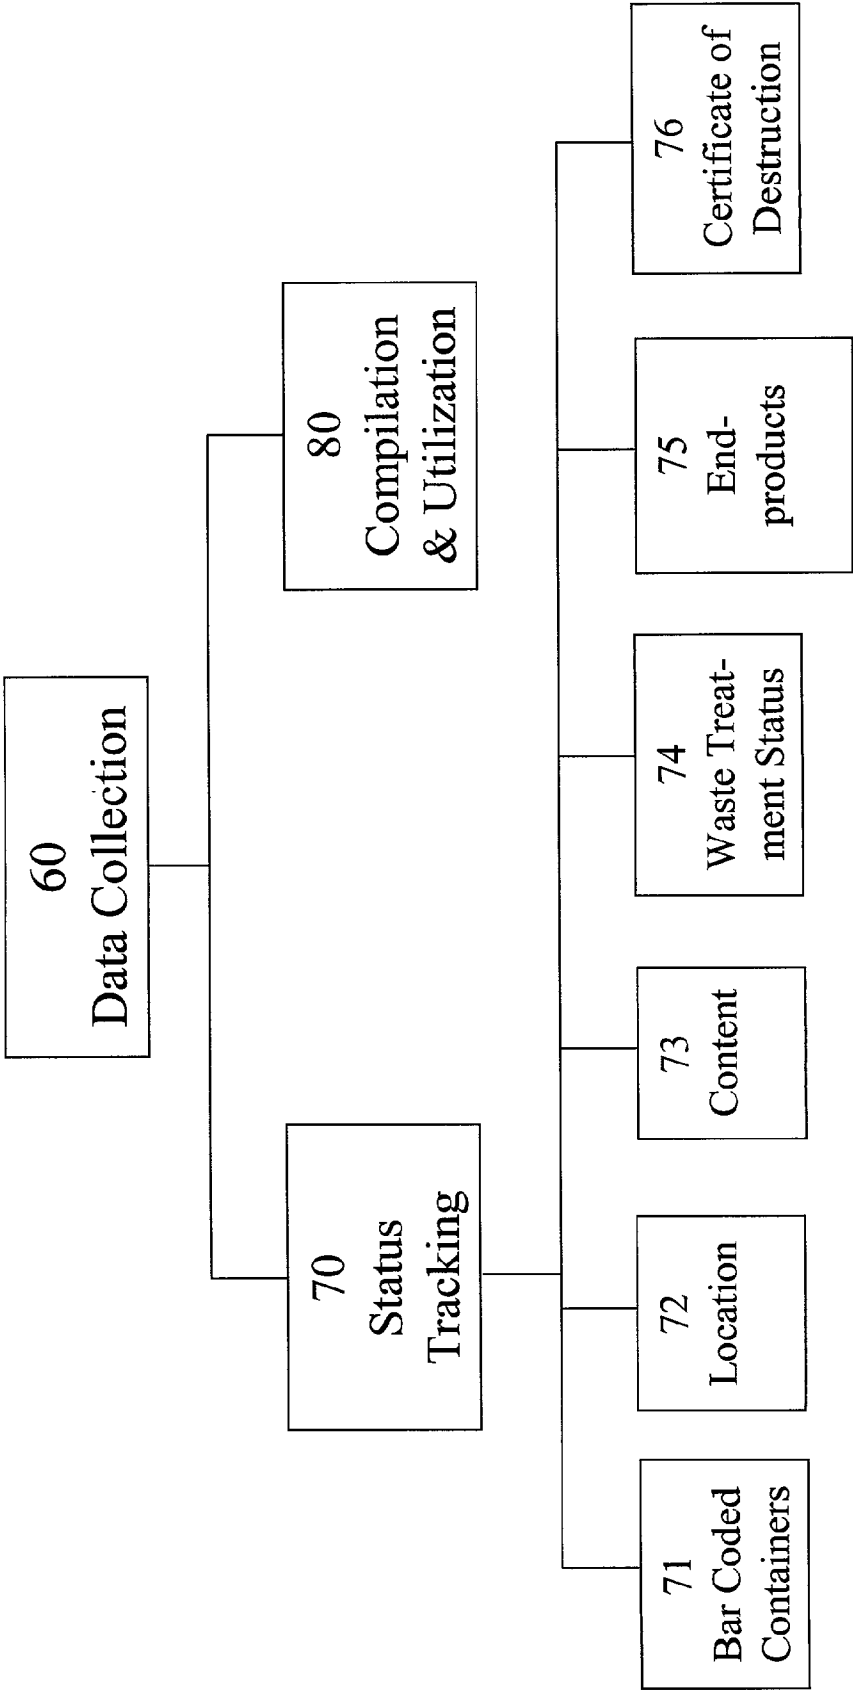 60
Data Collection
70
Status
Tracking
80
Compilation
& Utilization
71
Bar Coded
Containers
72
Location
73
Content
74
Waste Treat-
ment Status
75
End-
products
76
Certificate of
Destruction